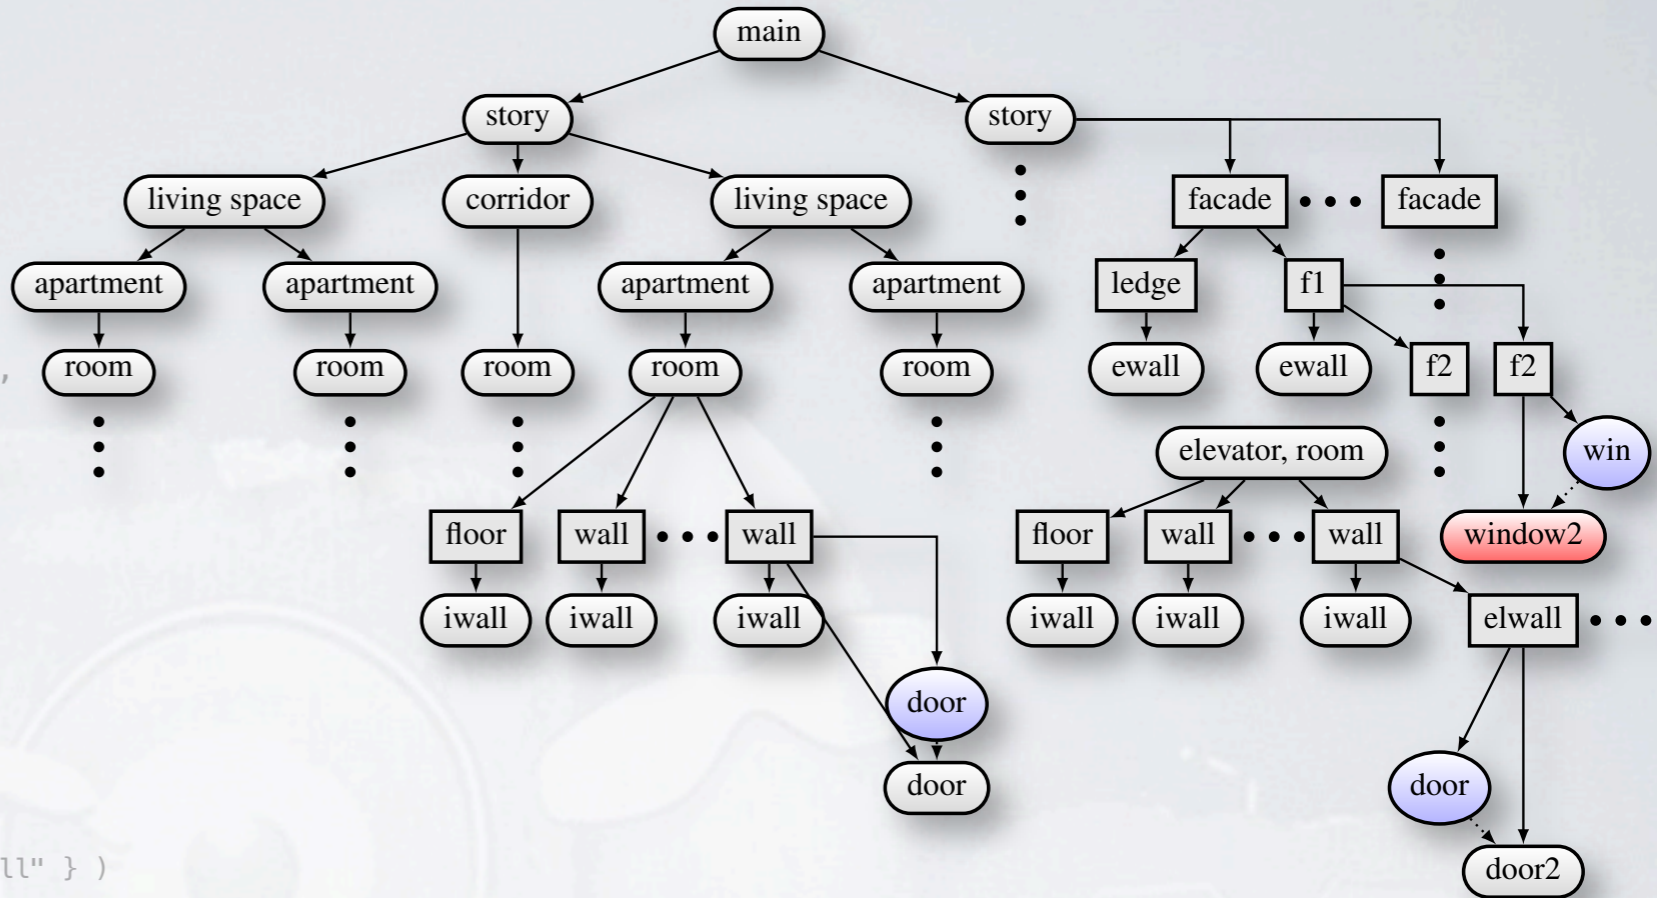 main
story
story
living space
corridor
living space
facade
facade
apartment
apartment
apartment
apartment
ledge
f1
room
room
room
room
room
ewall
ewall
f2
f2
,
elevator, room
win
floor
wall
wall
floor
wall
wall
window2
iwall
iwall
iwall
iwall
iwall
iwall
elwall
door
door
door
door2
ll" } )